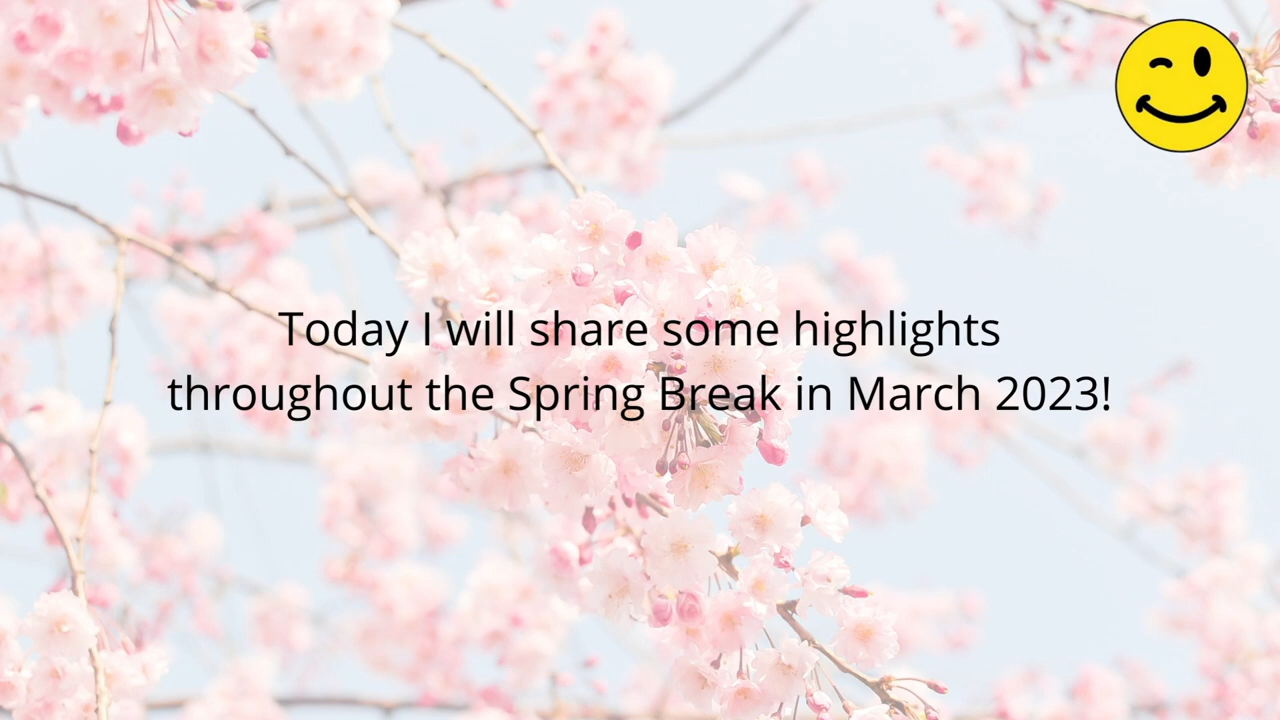 Today I will share some highlights
throughout the Spring Break in March 2023!